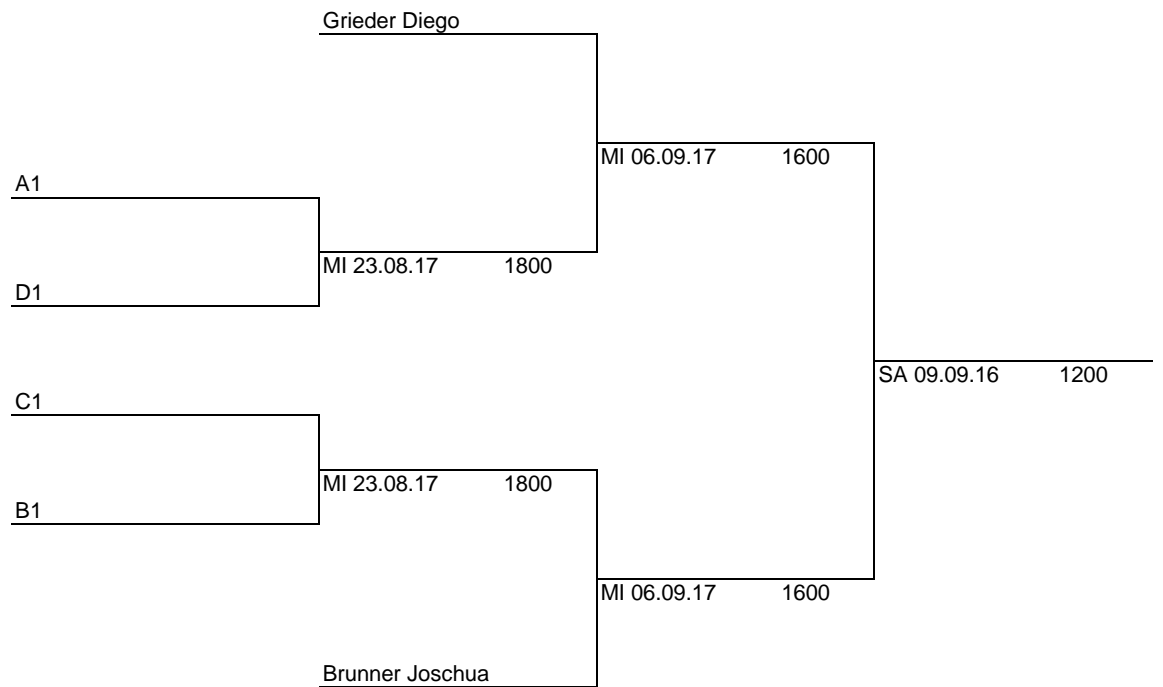 Grieder Diego
MI 06.09.17 1600
A1
MI 23.08.17 1800
D1
SA 09.09.16 1200
C1
MI 23.08.17 1800
B1
MI 06.09.17 1600
Brunner Joschua